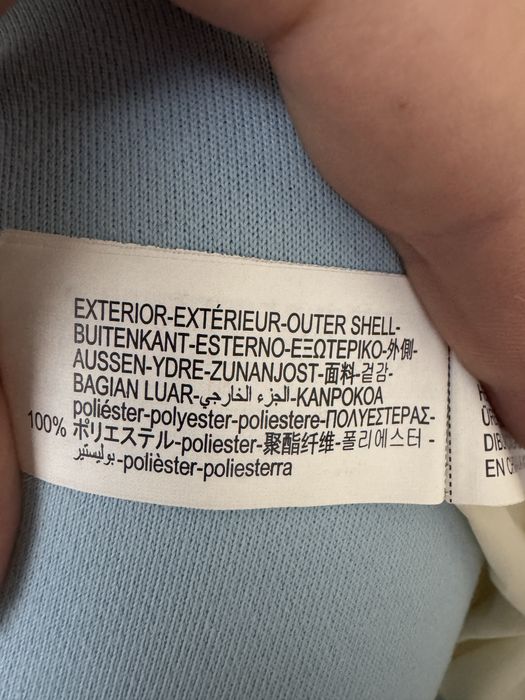 EXTERIOR-EXTÉRIEUR-OUTER SHELL-
BUITENKANT-ESTERNO-ΕΞΩΤΕΡΙΚΟ-外側-
AUSSEN-YDRE-ZUNANJOST-面料-겉감-
BAGIAN LUAR-الجزء الخارجي-KANPOKOA
poliéster-polyester-poliestere-ΠΟΛΥΕΣΤΕΡΑΣ-
100% ポリエステル-poliester-聚酯纤维-폴리에스터-
بوليستير-polièster-poliesterra
EN